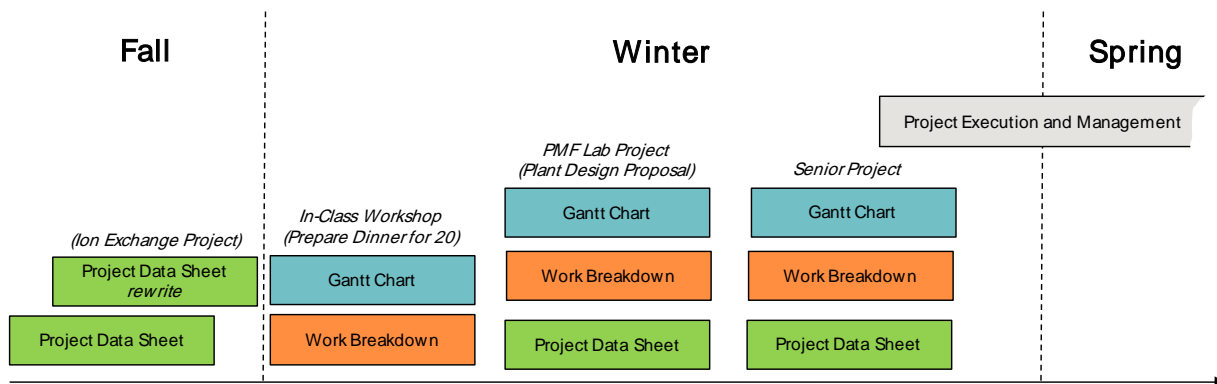 Fall
Winter
Spring
Project Execution and Management
PMF Lab Project
(Plant Design Proposal)
Senior Project
Gantt Chart
Gantt Chart
In-Class Workshop
(Prepare Dinner for 20)
(Ion Exchange Project)
Project Data Sheet
rewrite
Gantt Chart
Work Breakdown
Work Breakdown
Project Data Sheet
Work Breakdown
Project Data Sheet
Project Data Sheet